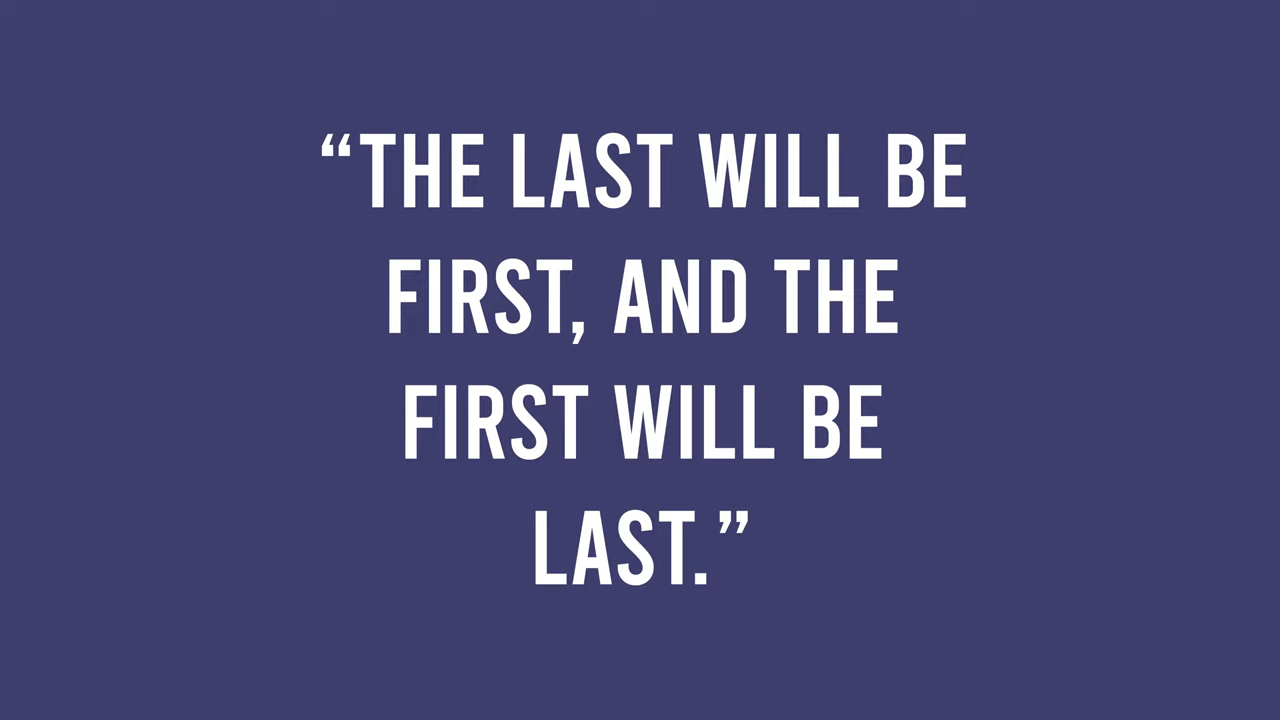 “THE LAST WILL BE
FIRST, AND THE
FIRST WILL BE
LAST.”